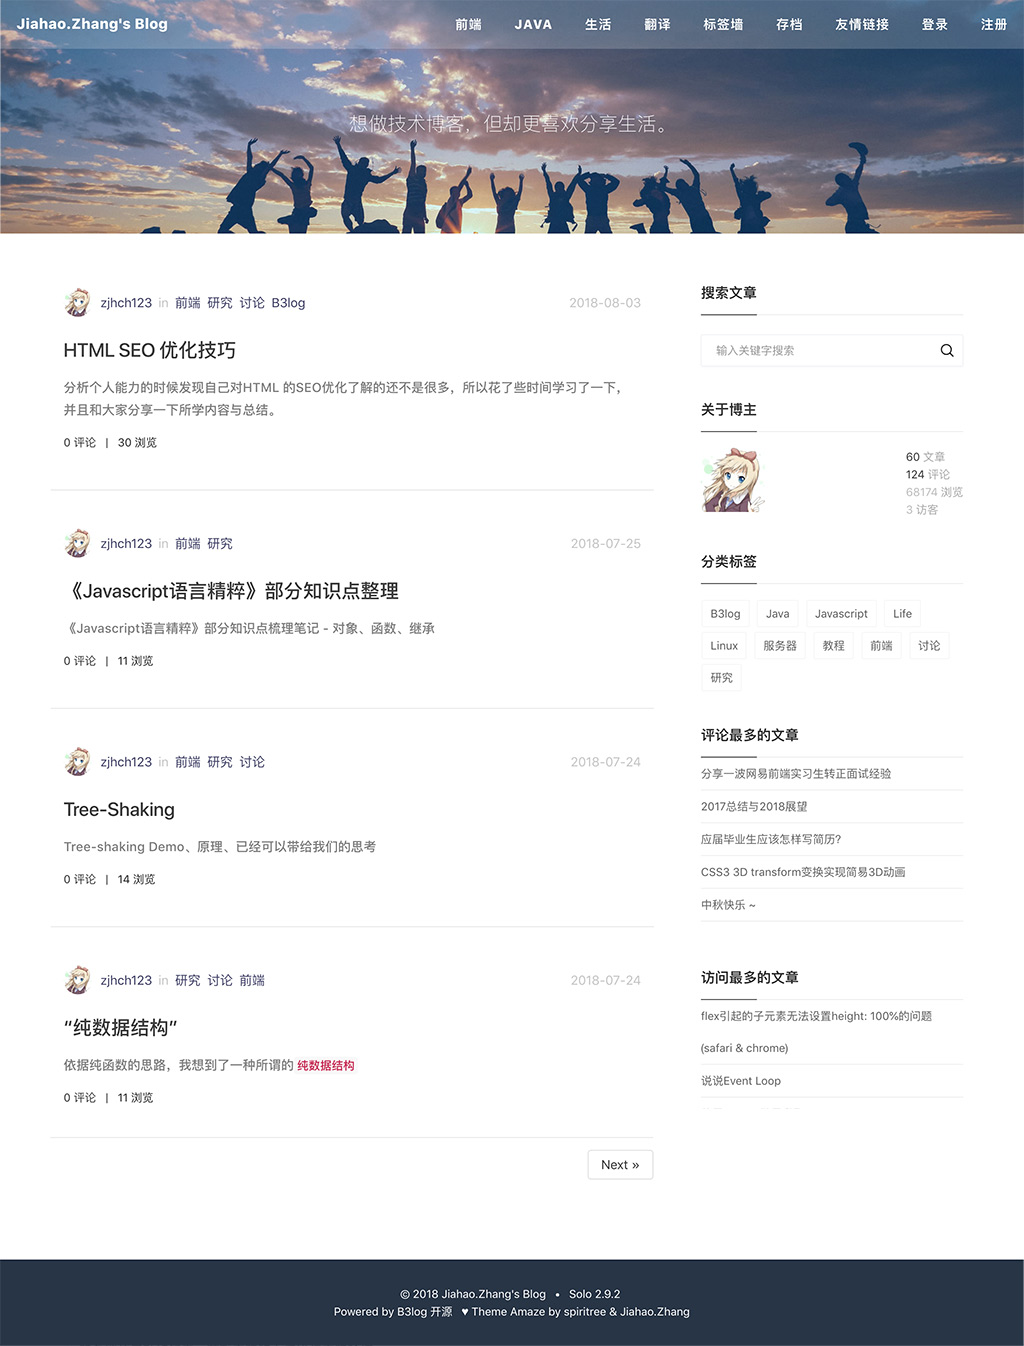 Jiahao.Zhang's Blog 前端 JAVA 生活 翻译 标签墙 存档 友情链接 登录 注册
想做技术博客，但却更喜欢分享生活。
zjhch123 in 前端 研究 讨论 B3log 2018-08-03
HTML SEO 优化技巧
分析个人能力的时候发现自己对HTML 的SEO优化了解的还不是很多，所以花了些时间学习了一下，
并且和大家分享一下所学内容与总结。
0 评论 | 30 浏览
zjhch123 in 前端 研究 2018-07-25
《Javascript语言精粹》部分知识点整理
《Javascript语言精粹》部分知识点梳理笔记 - 对象、函数、继承
0 评论 | 11 浏览
zjhch123 in 前端 研究 讨论 2018-07-24
Tree-Shaking
Tree-shaking Demo、原理、已经可以带给我们的思考
0 评论 | 14 浏览
zjhch123 in 研究 讨论 前端 2018-07-24
“纯数据结构”
依据纯函数的思路，我想到了一种所谓的 纯数据结构
0 评论 | 11 浏览
Next »
搜索文章
输入关键字搜索
关于博主
60 文章
124 评论
68174 浏览
3 访客
分类标签
B3log Java Javascript Life
Linux 服务器 教程 前端 讨论
研究
评论最多的文章
分享一波网易前端实习生转正面试经验
2017总结与2018展望
应届毕业生应该怎样写简历?
CSS3 3D transform变换实现简易3D动画
中秋快乐 ~
访问最多的文章
flex引起的子元素无法设置height: 100%的问题
(safari & chrome)
说说Event Loop
© 2018 Jiahao.Zhang's Blog • Solo 2.9.2
Powered by B3log 开源 ♥ Theme Amaze by spiritree & Jiahao.Zhang